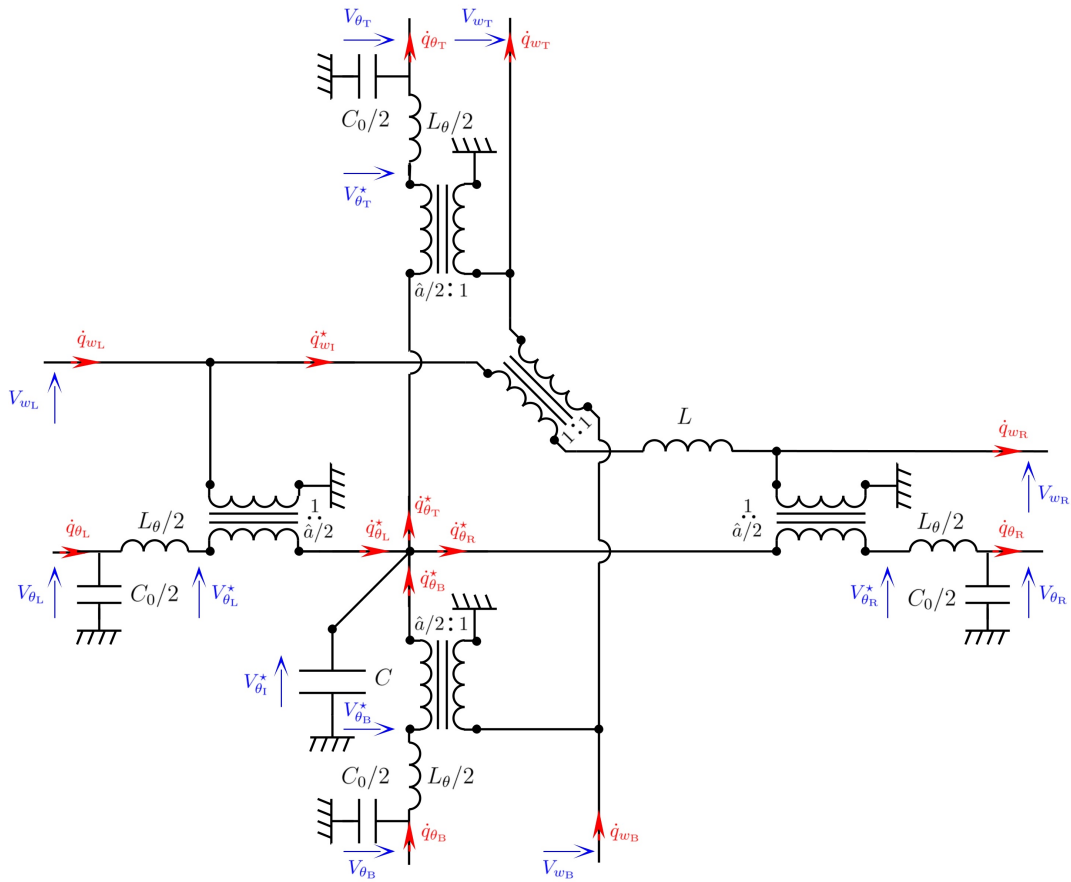 V_{θ_T} q̇_{θ_T} V_{w_T} q̇_{w_T}
C_0/2 L_θ/2
V^⋆_{θ_T}
â/2 : 1
q̇_{w_L} q̇^⋆_{w_I}
V_{w_L}
1 : 1
L q̇_{w_R}
V_{w_R}
q̇_{θ_L} L_θ/2 1 : â/2 q̇^⋆_{θ_L} q̇^⋆_{θ_T} q̇^⋆_{θ_R} 1 : â/2 L_θ/2 q̇_{θ_R}
V_{θ_L} C_0/2 V^⋆_{θ_L} q̇^⋆_{θ_B} V^⋆_{θ_R} C_0/2 V_{θ_R}
â/2 : 1
V^⋆_{θ_I} C
V^⋆_{θ_B}
C_0/2 L_θ/2
q̇_{θ_B} q̇_{w_B}
V_{θ_B} V_{w_B}